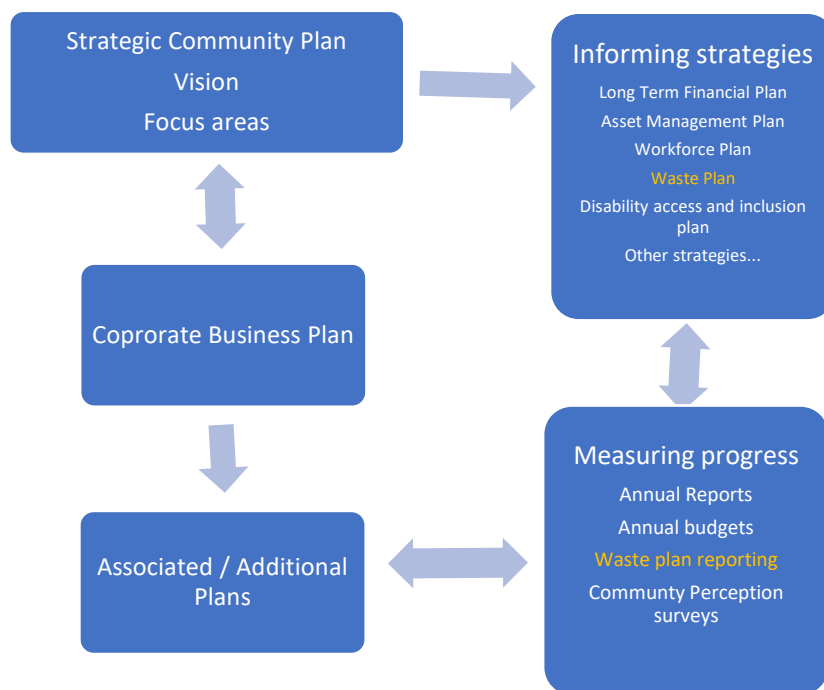 Strategic Community Plan
Vision
Focus areas
Informing strategies
Long Term Financial Plan
Asset Management Plan
Workforce Plan
Waste Plan
Disability access and inclusion
plan
Other strategies...
Coprorate Business Plan
Measuring progress
Annual Reports
Annual budgets
Waste plan reporting
Communty Perception
surveys
Associated / Additional
Plans